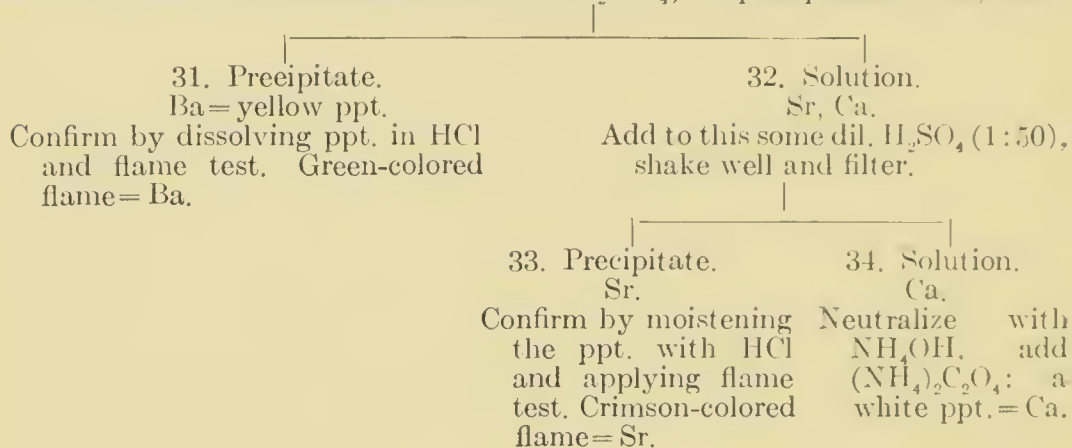 31. Precipitate.
Ba=yellow ppt.
Confirm by dissolving ppt. in HCl
and flame test. Green-colored
flame=Ba.
32. Solution.
Sr, Ca.
Add to this some dil. H₂SO₄ (1:50),
shake well and filter.
33. Precipitate.
Sr.
Confirm by moistening
the ppt. with HCl
and applying flame
test. Crimson-colored
flame=Sr.
34. Solution.
Ca.
Neutralize with
NH₄OH, add
(NH₄)₂C₂O₄: a
white ppt.=Ca.